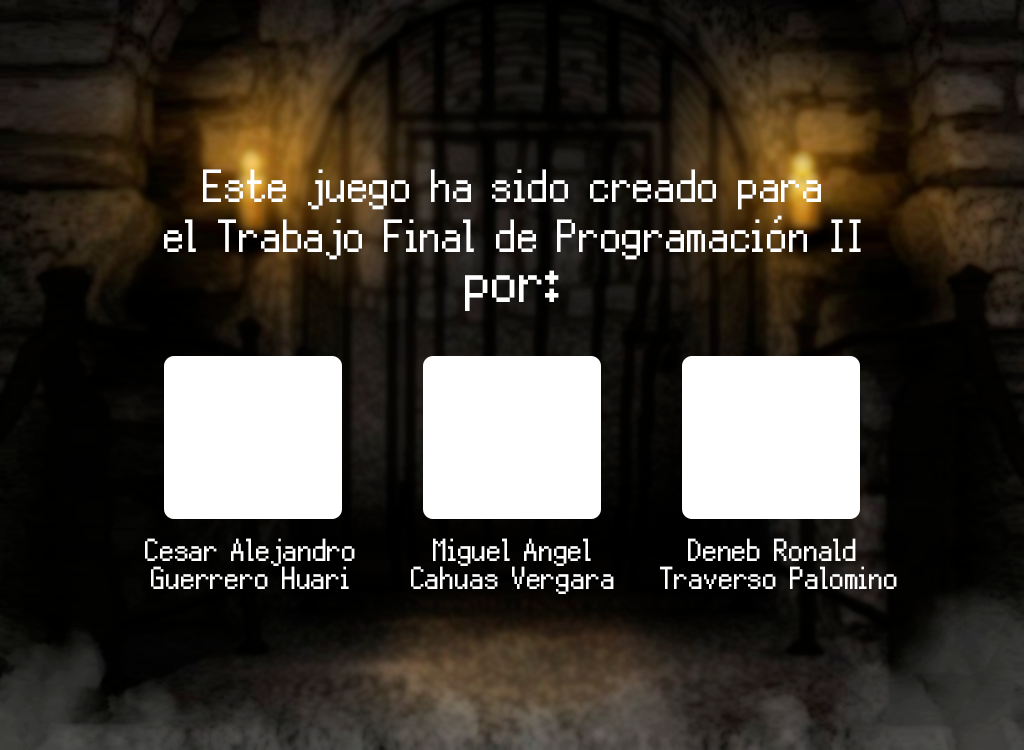 Este juego ha sido creado para
el Trabajo Final de Programación II
por:
Cesar Alejandro
Guerrero Huari
Miguel Angel
Cahuas Vergara
Deneb Ronald
Traverso Palomino